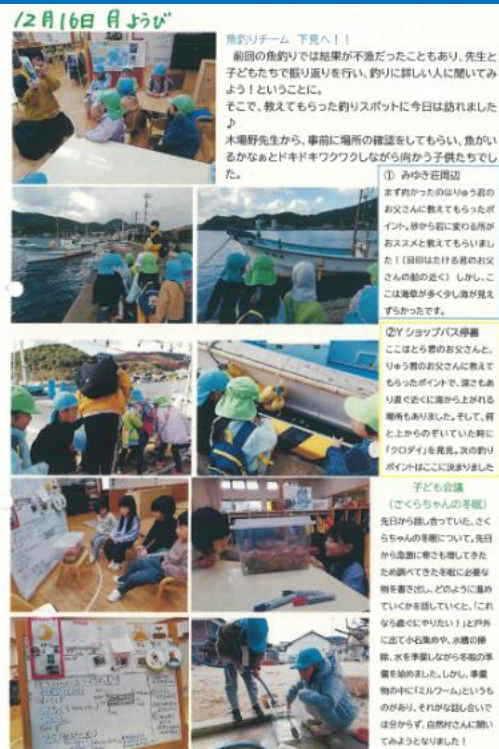 12月16日 月ようび
魚釣りチーム 下見へ！！
前回の魚釣りでは結果が不漁だったこともあり、先生と
子どもたちで振り返りを行い、釣りに詳しい人に聞いてみ
よう！ということに。
そこで、教えてもらった釣りスポットに今日は訪れました
♪
木場野先生から、事前に場所の確認をしてもらい、魚がい
るかなぁとドキドキワクワクしながら向かう子供たちでし
た。
① みゆき荘周辺
まず向かったのはりゅう君の
お父さんに教えてもらったポ
イント。砂から岩に変わる所が
おススメと教えてもらいまし
た！（目印はたける君のお父
さんの船の近く） しかし、こ
こは海草が多く少し海が見え
ずらかったです。
②Y ショップバス停裏
ここはとら君のお父さんと、
りゅう君のお父さんに教えて
もらったポイントで、深さもあ
り直ぐ近くに海から上がれる
場所もありました。そして、何
と上からのぞいていた時に
「クロダイ」を発見。次の釣り
ポイントはここに決まりました
子ども会議
（さくらちゃんの冬眠）
先日から話し合っていた、さく
らちゃんの冬眠について。先日
から急激に寒さも増してきた
ため調べてきた冬眠に必要な
物を書き出し、どのように進め
ていくかを話していくと、「これ
なら直ぐにやりたい！」と戸外
に出て小石集めや、水槽の掃
除、水を準備しながら冬眠の準
備を始めました。しかし、準備
物の中に「ミルワーム」というも
のがあり、それがな話し合いで
は分からず、自然村さんに聞い
てみようとなりました！